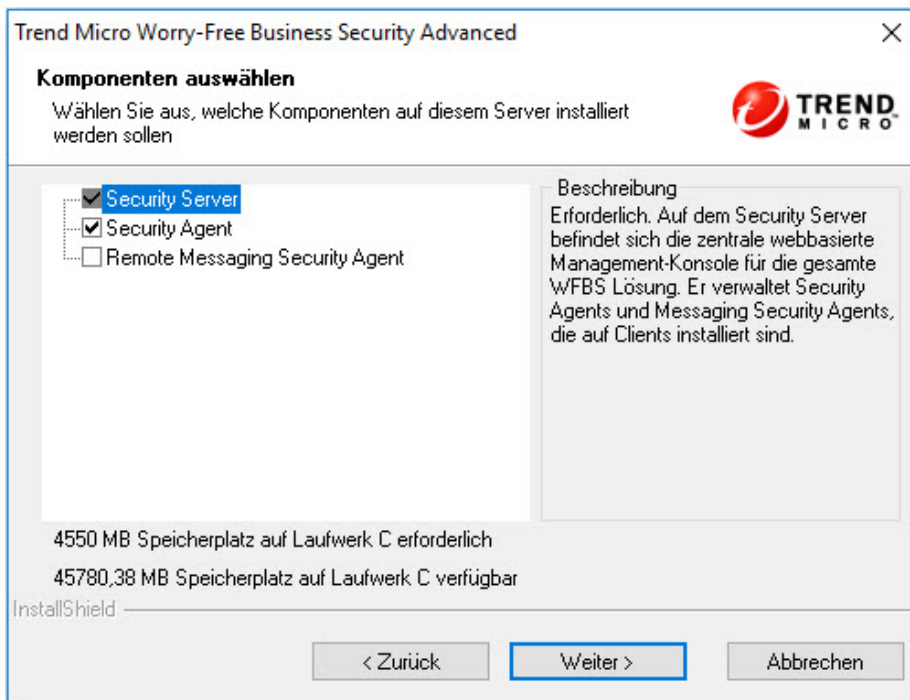 Trend Micro Worry-Free Business Security Advanced
Komponenten auswählen
Wählen Sie aus, welche Komponenten auf diesem Server installiert
werden sollen
TREND
MICRO
Security Server
Security Agent
Remote Messaging Security Agent
Beschreibung
Erforderlich. Auf dem Security Server
befindet sich die zentrale webbasierte
Management-Konsole für die gesamte
WFBS Lösung. Er verwaltet Security
Agents und Messaging Security Agents,
die auf Clients installiert sind.
4550 MB Speicherplatz auf Laufwerk C erforderlich
45780,38 MB Speicherplatz auf Laufwerk C verfügbar
InstallShield
< Zurück
Weiter >
Abbrechen